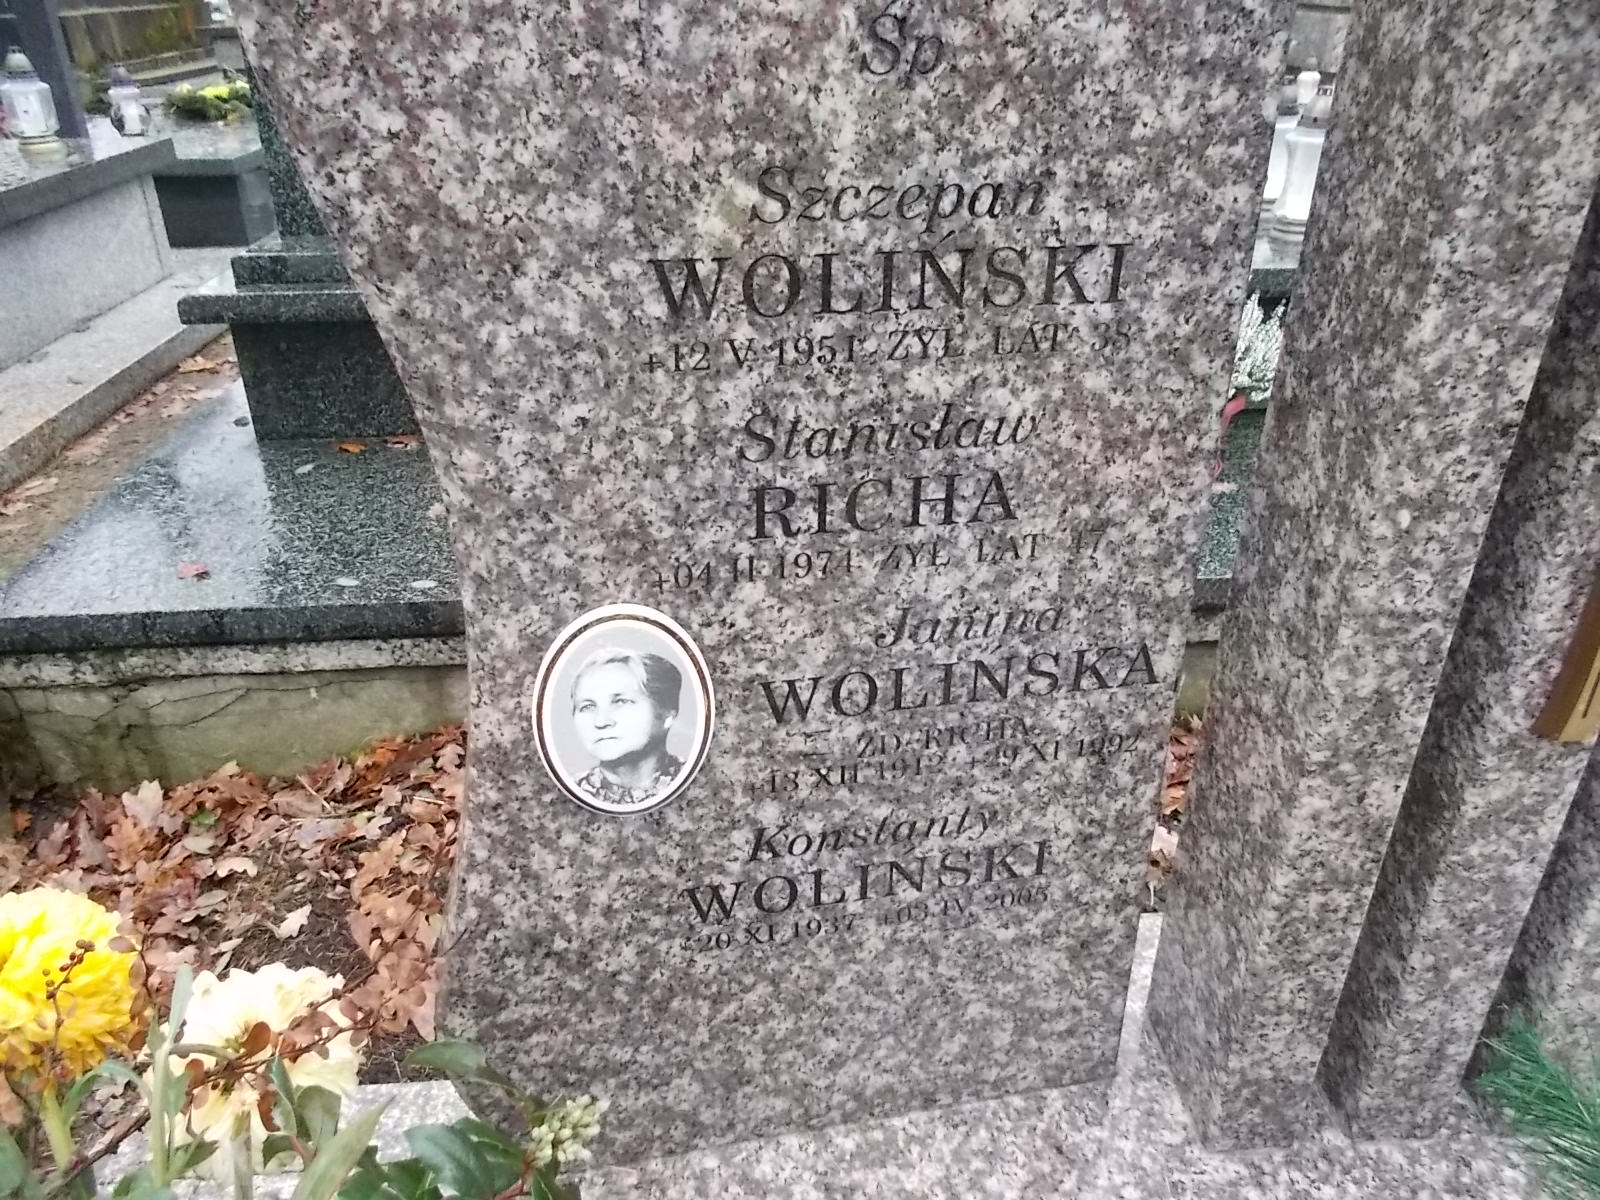 Śp
Szczepan
WOLIŃSKI
+12 V 1951 ŻYŁ LAT 38
Stanisław
RICHA
+04 II 1971 ŻYŁ LAT 47
Janina
WOLIŃSKA
ZD. RICHA
*13 XII 1912 +19 XI 1992
Konstanty
WOLIŃSKI
*20 XI 1937 +03 IV 2005